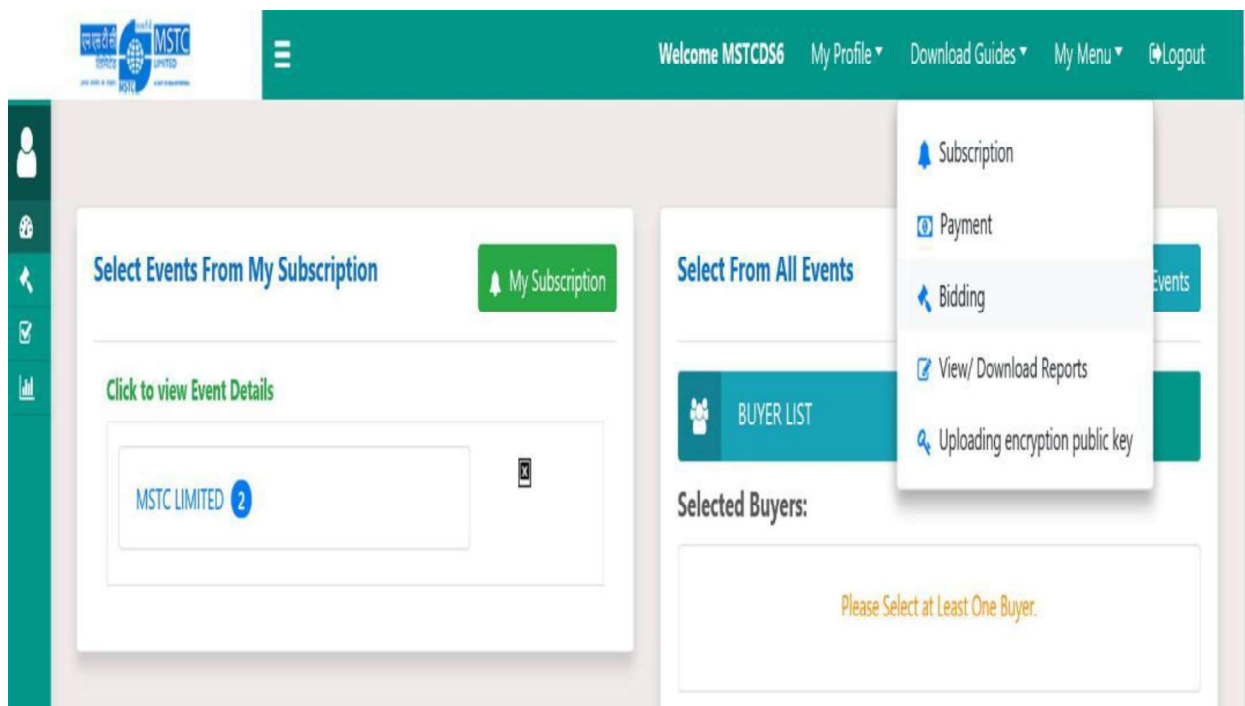 MSTC
LIMITED
MSTC
Welcome MSTCDS6 My Profile Download Guides My Menu Logout
Subscription
Payment
Bidding
View/ Download Reports
Uploading encryption public key
Select Events From My Subscription
My Subscription
Click to view Event Details
MSTC LIMITED 2
Select From All Events
Events
BUYER LIST
Selected Buyers:
Please Select at Least One Buyer.